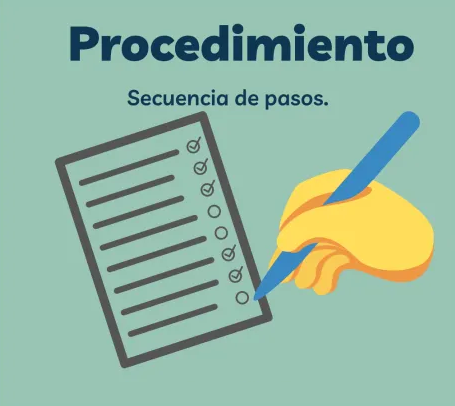 Procedimiento
Secuencia de pasos.